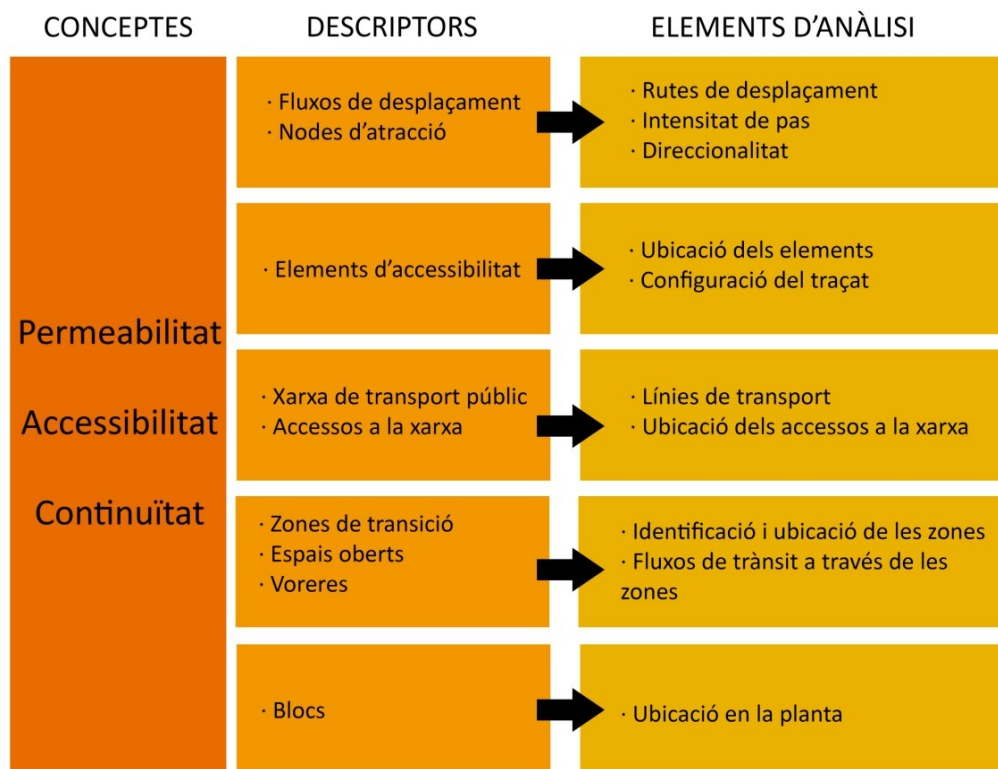 CONCEPTES
DESCRIPTORS
ELEMENTS D'ANÀLISI
Permeabilitat
Accessibilitat
Continuïtat
· Fluxos de desplaçament
· Nodes d'atracció
· Rutes de desplaçament
· Intensitat de pas
· Direccionalitat
· Elements d'accessibilitat
· Ubicació dels elements
· Configuració del traçat
· Xarxa de transport públic
· Accessos a la xarxa
· Línies de transport
· Ubicació dels accessos a la xarxa
· Zones de transició
· Espais oberts
· Voreres
· Identificació i ubicació de les zones
· Fluxos de trànsit a través de les
zones
· Blocs
· Ubicació en la planta